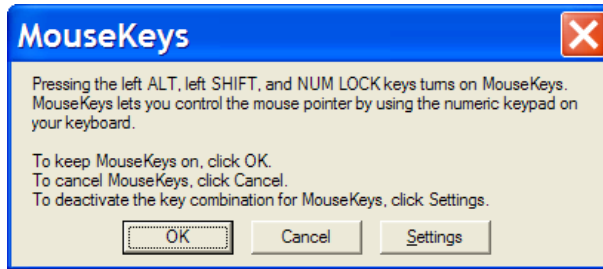 MouseKeys
Pressing the left ALT, left SHIFT, and NUM LOCK keys turns on MouseKeys.
MouseKeys lets you control the mouse pointer by using the numeric keypad on
your keyboard.
To keep MouseKeys on, click OK.
To cancel MouseKeys, click Cancel.
To deactivate the key combination for MouseKeys, click Settings.
OK Cancel Settings